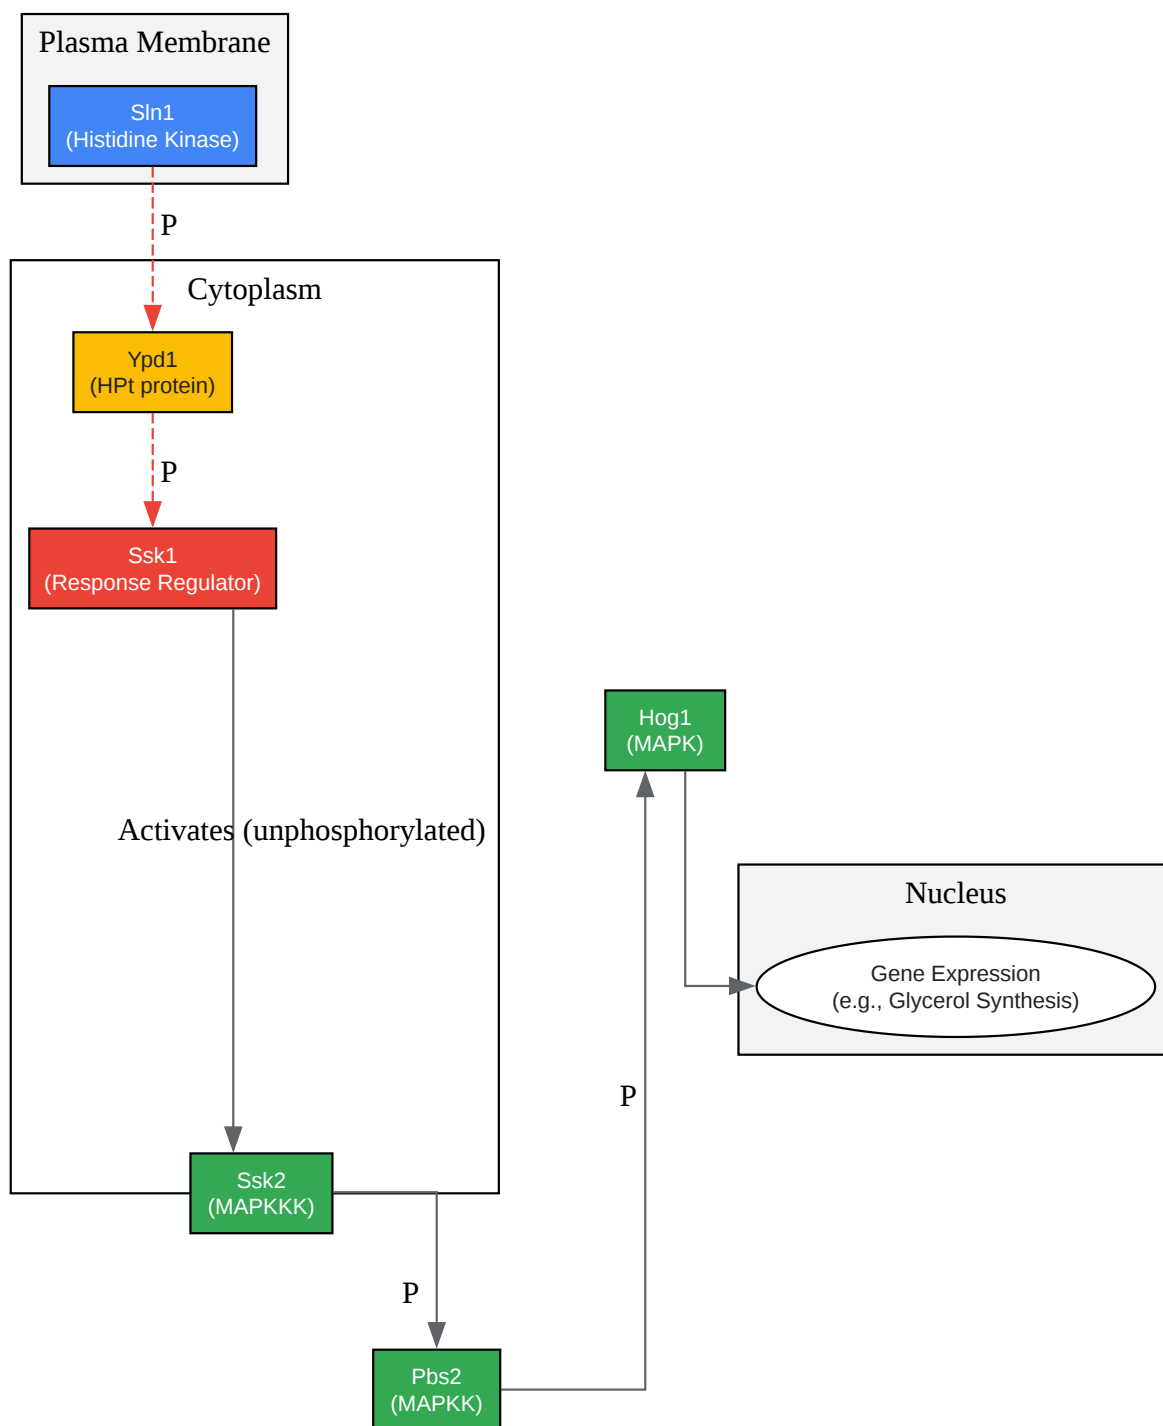 Plasma Membrane
Sln1
(Histidine Kinase)
P
Cytoplasm
Ypd1
(HPt protein)
P
Ssk1
(Response Regulator)
Hog1
(MAPK)
Activates (unphosphorylated)
Nucleus
Gene Expression
(e.g., Glycerol Synthesis)
P
Ssk2
(MAPKKK)
P
Pbs2
(MAPKK)